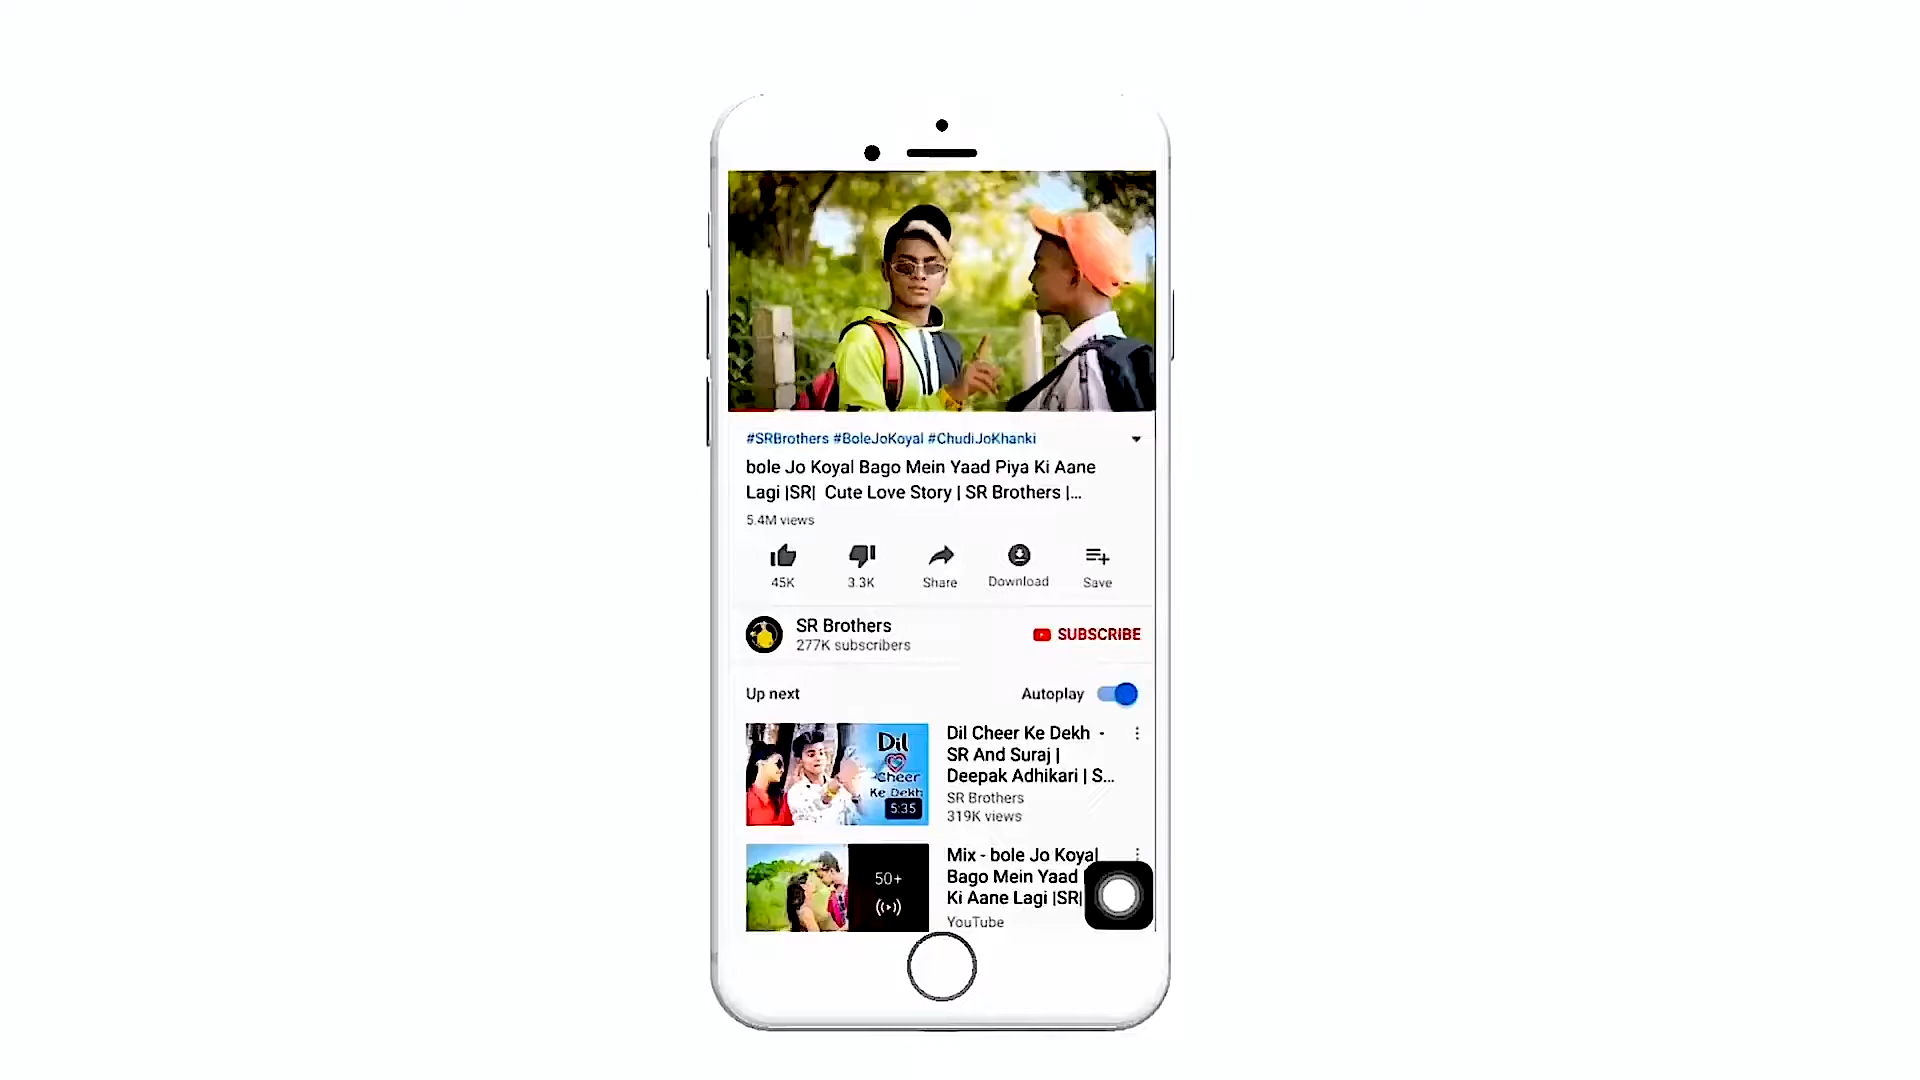 #SRBrothers #BoleJoKoyal #ChudiJoKhanki
bole Jo Koyal Bago Mein Yaad Piya Ki Aane
Lagi |SR| Cute Love Story | SR Brothers |...
5.4M views
45K
3.3K
Share
Download
Save
SR Brothers
277K subscribers
SUBSCRIBE
Up next
Autoplay
Dil
Cheer
Ke Dekh
5:35
Dil Cheer Ke Dekh -
SR And Suraj |
Deepak Adhikari | S...
SR Brothers
319K views
50+
Mix - bole Jo Koyal
Bago Mein Yaad
Ki Aane Lagi |SR|
YouTube